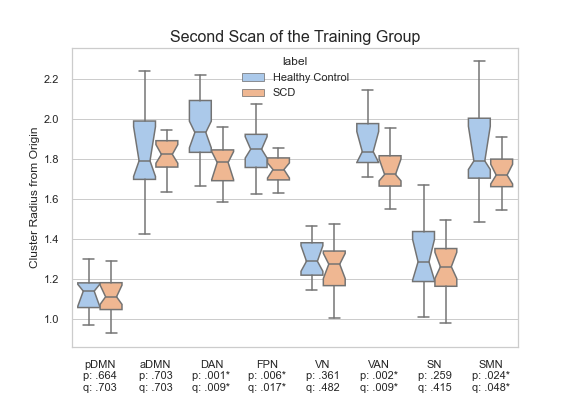 Second Scan of the Training Group
label
Healthy Control
SCD
Cluster Radius from Origin
2.2
2.0
1.8
1.6
1.4
1.2
1.0
pDMN aDMN DAN FPN VN VAN SN SMN
p: .664 p: .703 p: .001* p: .006* p: .361 p: .002* p: .259 p: .024*
q: .703 q: .703 q: .009* q: .017* q: .482 q: .009* q: .415 q: .048*